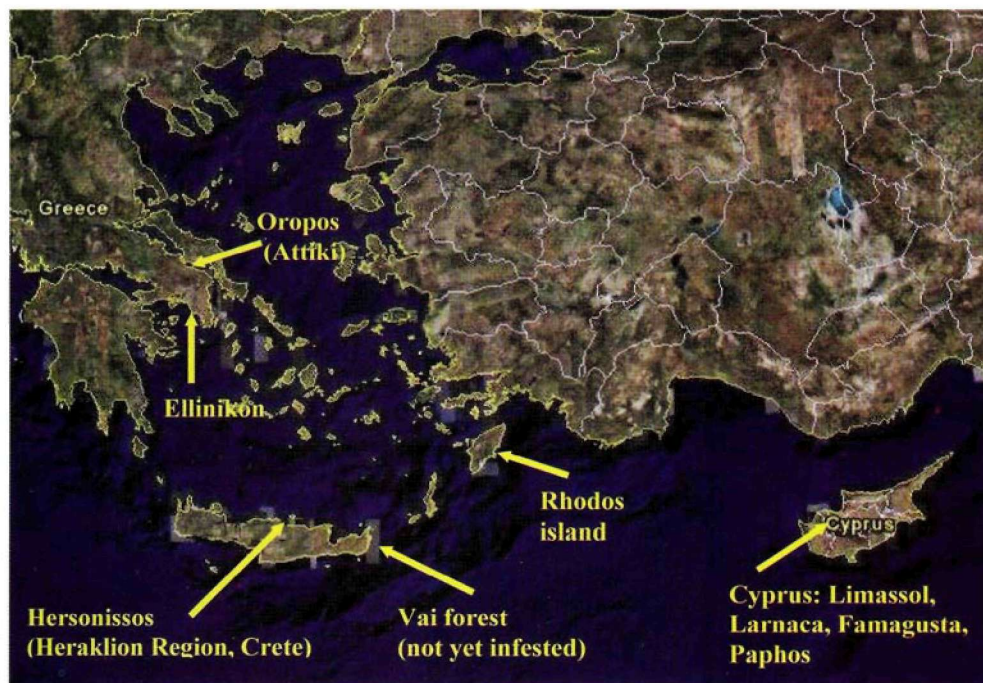 Greece
Oropos
(Attiki)
Ellinikon
Rhodos
island
Cyprus
Hersonissos
(Heraklion Region, Crete)
Vai forest
(not yet infested)
Cyprus: Limassol,
Larnaca, Famagusta,
Paphos